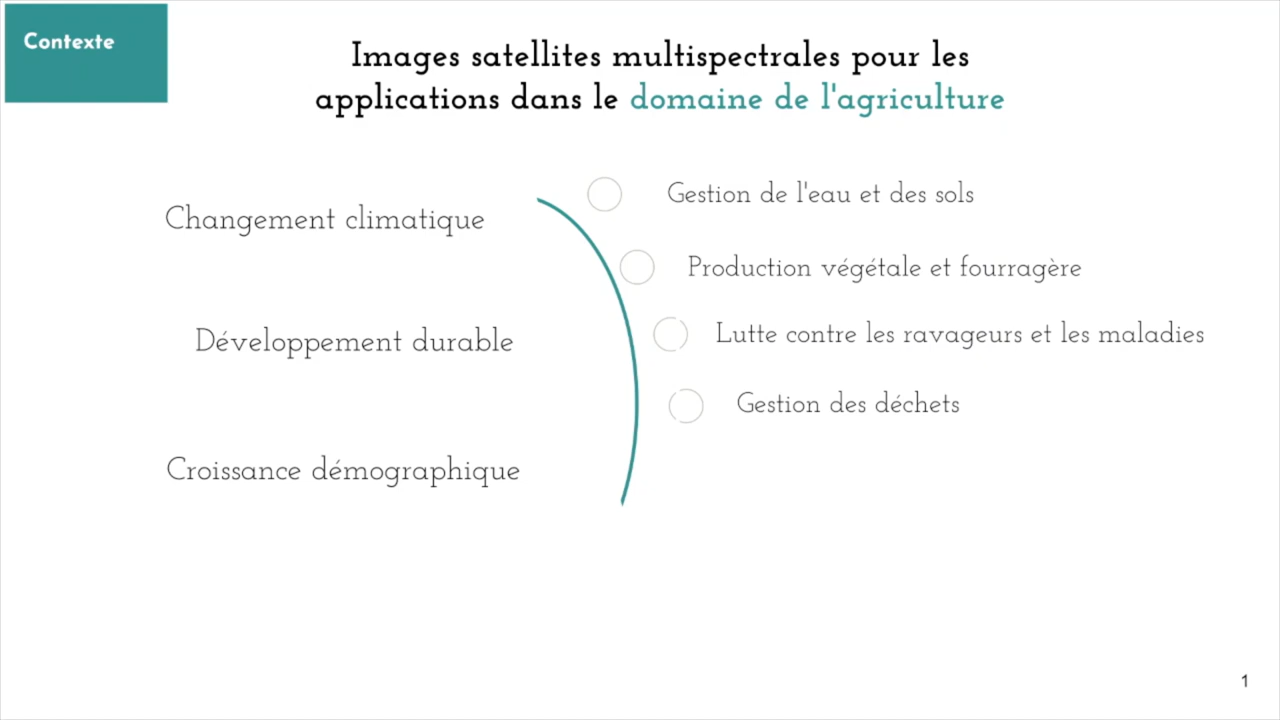 Contexte
Images satellites multispectrales pour les
applications dans le domaine de l'agriculture
Changement climatique
Développement durable
Croissance démographique
Gestion de l'eau et des sols
Production végétale et fourragère
Lutte contre les ravageurs et les maladies
Gestion des déchets
1